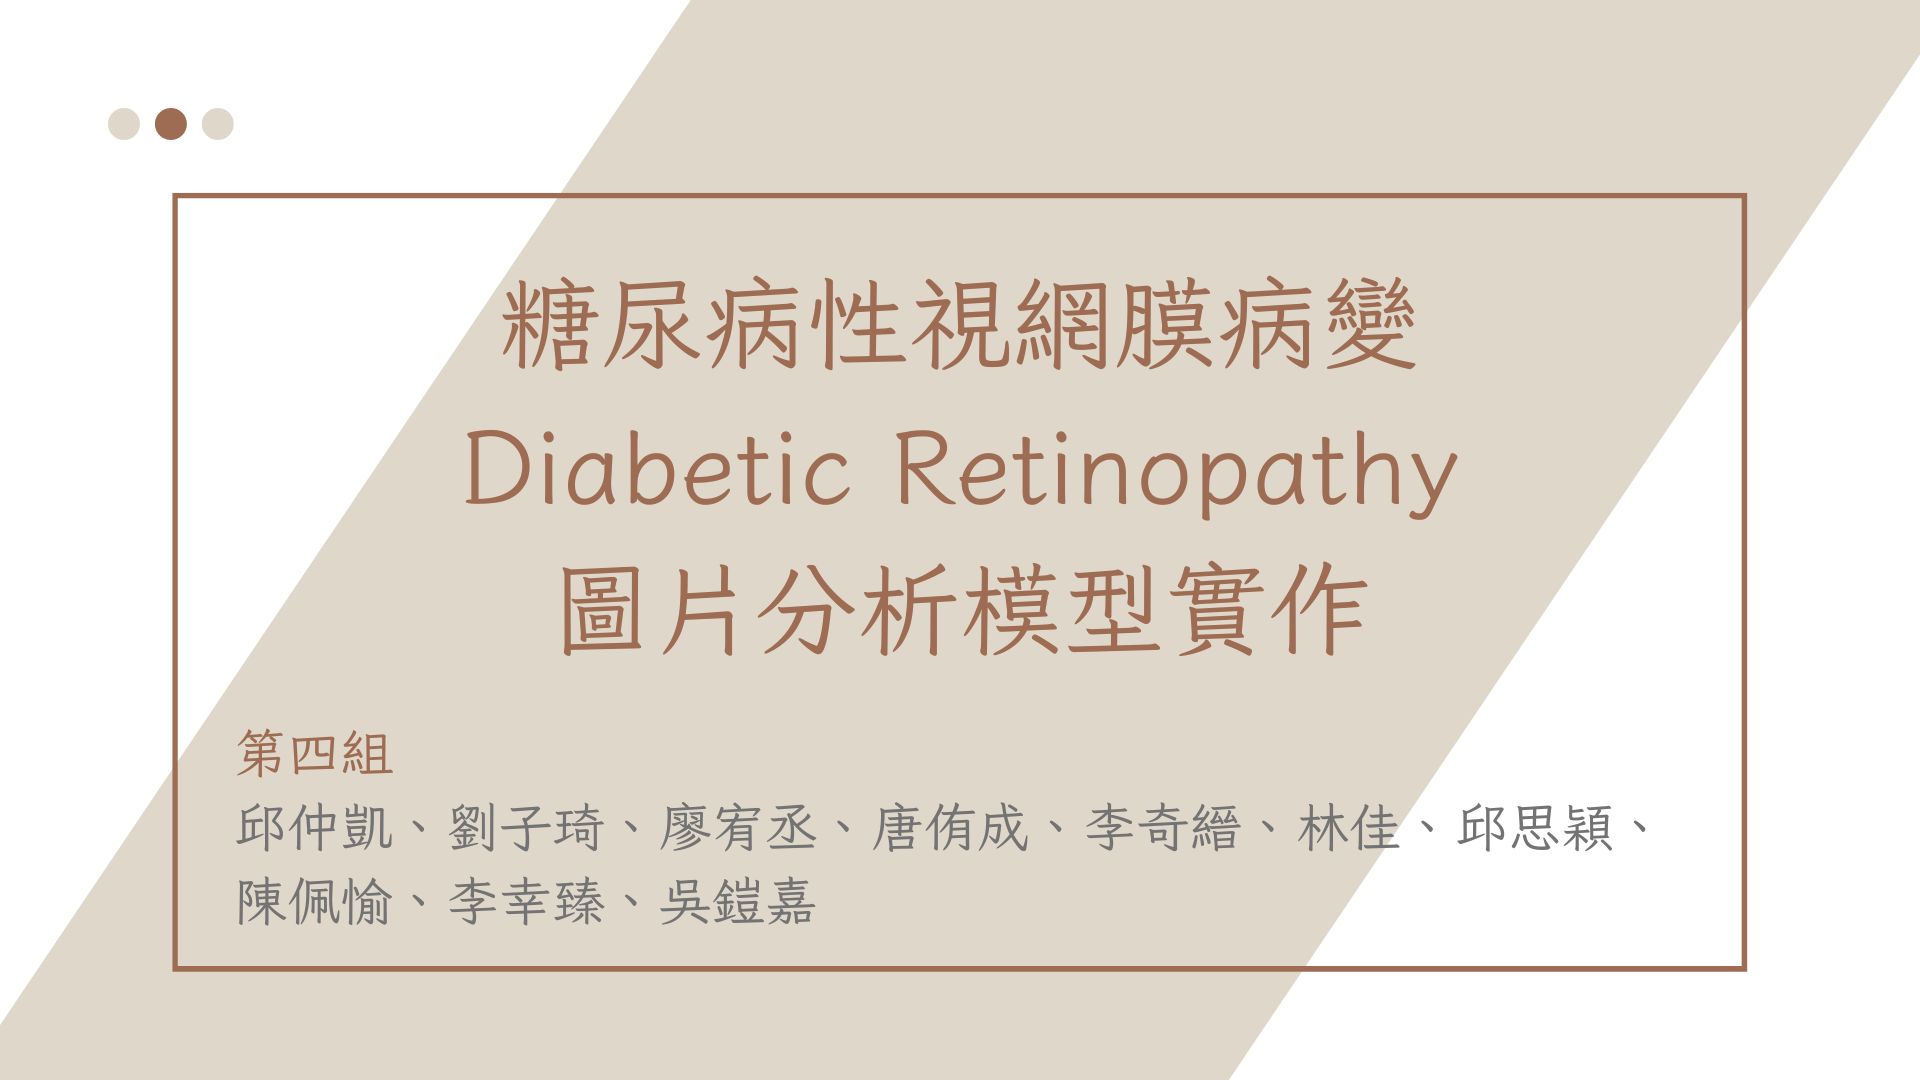 糖尿病性視網膜病變
Diabetic Retinopathy
圖片分析模型實作
第四組
邱仲凱、劉子琦、廖宥丞、唐侑成、李奇縉、林佳、邱思穎、
陳佩愉、李幸臻、吳鎧嘉